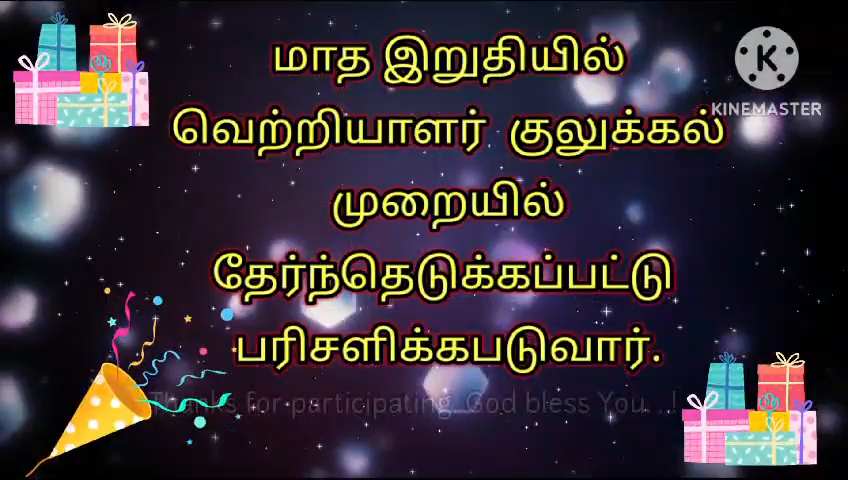 மாத இறுதியில்
வெற்றியாளர் குலுக்கல்
முறையில்
தேர்ந்தெடுக்கப்பட்டு
பரிசளிக்கபடுவார்.
Thanks for participating. God bless You. ..!
K
KINEMASTER